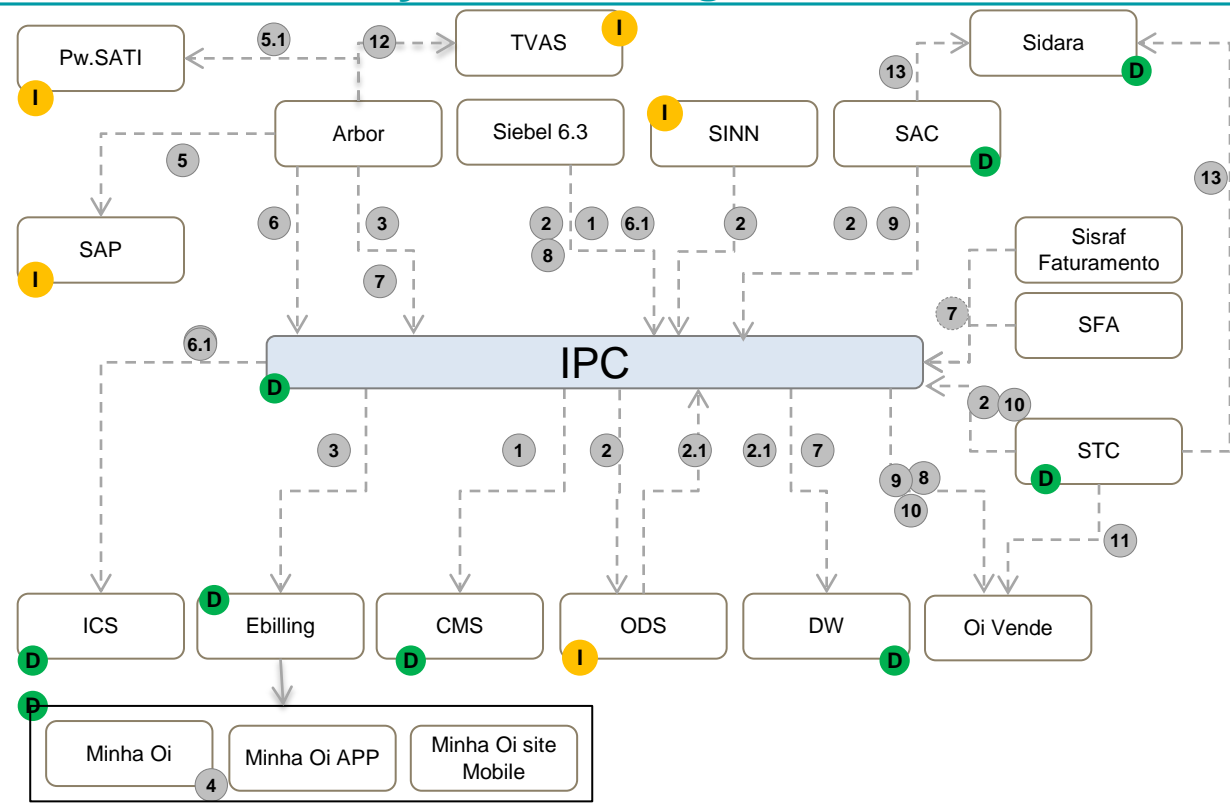 5.1
12
TVAS
I
Sidara
D
Pw.SATI
I
13
Arbor
Siebel 6.3
I
SINN
SAC
D
5
13
6
3
2
1
6.1
2
2
9
8
SAP
I
7
Sisraf
Faturamento
7
SFA
6.1
IPC
D
2
10
3
1
2
2.1
2.1
7
9
8
10
STC
D
11
D
ICS
D
Ebilling
CMS
D
ODS
I
DW
D
Oi Vende
D
Minha Oi
4
Minha Oi APP
Minha Oi site
Mobile